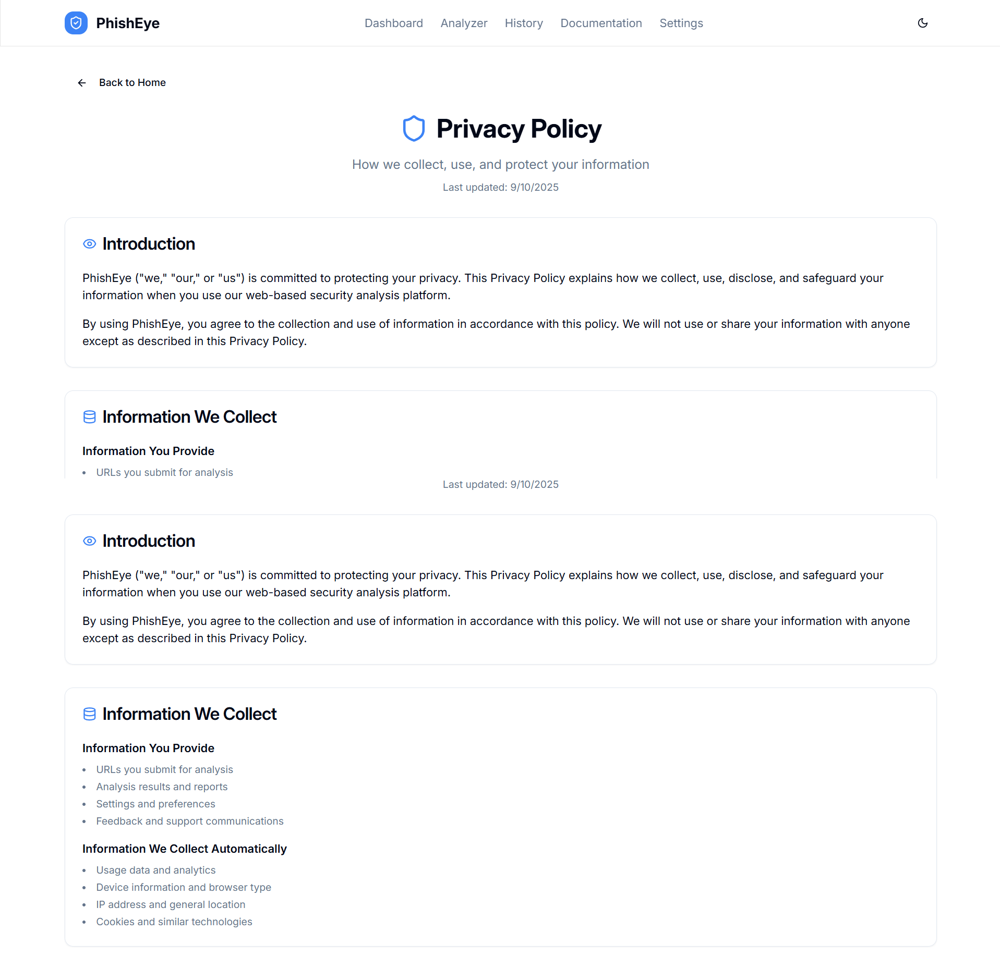 PhishEye
Dashboard Analyzer History Documentation Settings
Back to Home
Privacy Policy
How we collect, use, and protect your information
Last updated: 9/10/2025
Introduction
PhishEye ("we," "our," or "us") is committed to protecting your privacy. This Privacy Policy explains how we collect, use, disclose, and safeguard your
information when you use our web-based security analysis platform.
By using PhishEye, you agree to the collection and use of information in accordance with this policy. We will not use or share your information with anyone
except as described in this Privacy Policy.
Information We Collect
Information You Provide
• URLs you submit for analysis
Last updated: 9/10/2025
Introduction
PhishEye ("we," "our," or "us") is committed to protecting your privacy. This Privacy Policy explains how we collect, use, disclose, and safeguard your
information when you use our web-based security analysis platform.
By using PhishEye, you agree to the collection and use of information in accordance with this policy. We will not use or share your information with anyone
except as described in this Privacy Policy.
Information We Collect
Information You Provide
• URLs you submit for analysis
• Analysis results and reports
• Settings and preferences
• Feedback and support communications
Information We Collect Automatically
• Usage data and analytics
• Device information and browser type
• IP address and general location
• Cookies and similar technologies